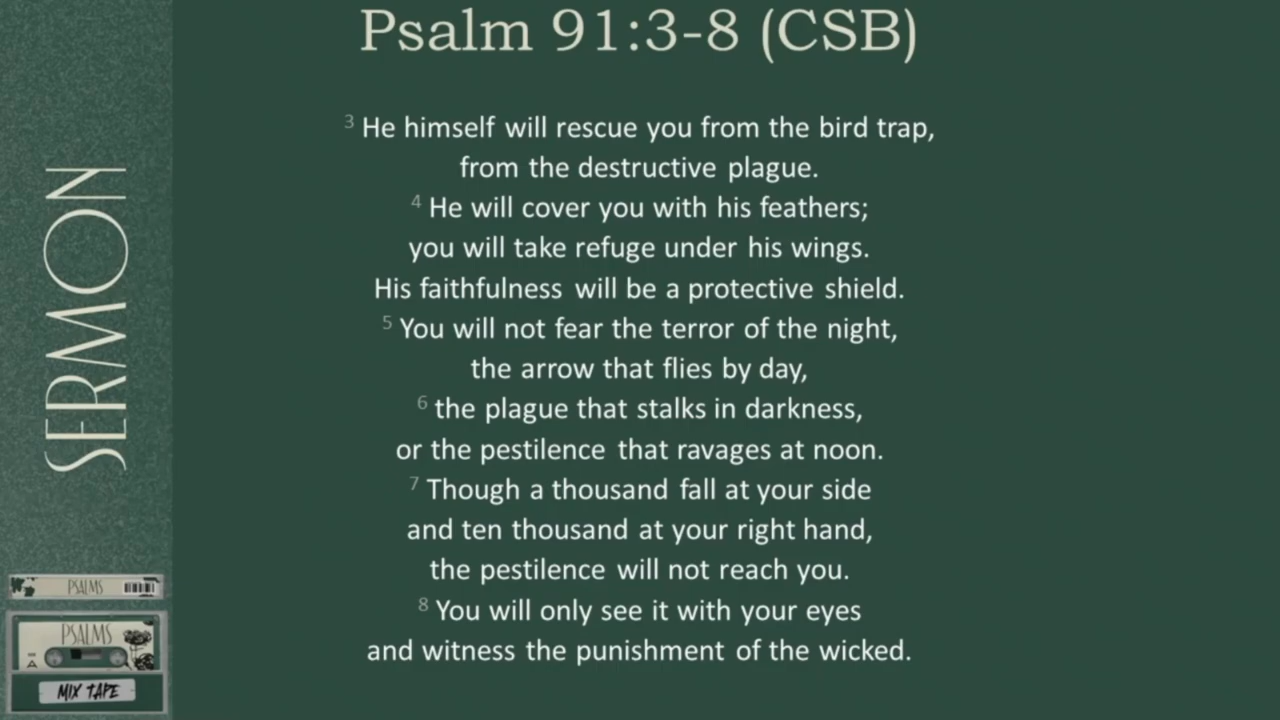 Psalm 91:3-8 (CSB)
3 He himself will rescue you from the bird trap,
from the destructive plague.
4 He will cover you with his feathers;
you will take refuge under his wings.
His faithfulness will be a protective shield.
5 You will not fear the terror of the night,
the arrow that flies by day,
6 the plague that stalks in darkness,
or the pestilence that ravages at noon.
7 Though a thousand fall at your side
and ten thousand at your right hand,
the pestilence will not reach you.
8 You will only see it with your eyes
and witness the punishment of the wicked.
SERMON
PSALMS
PSALMS
A
MIX TAPE